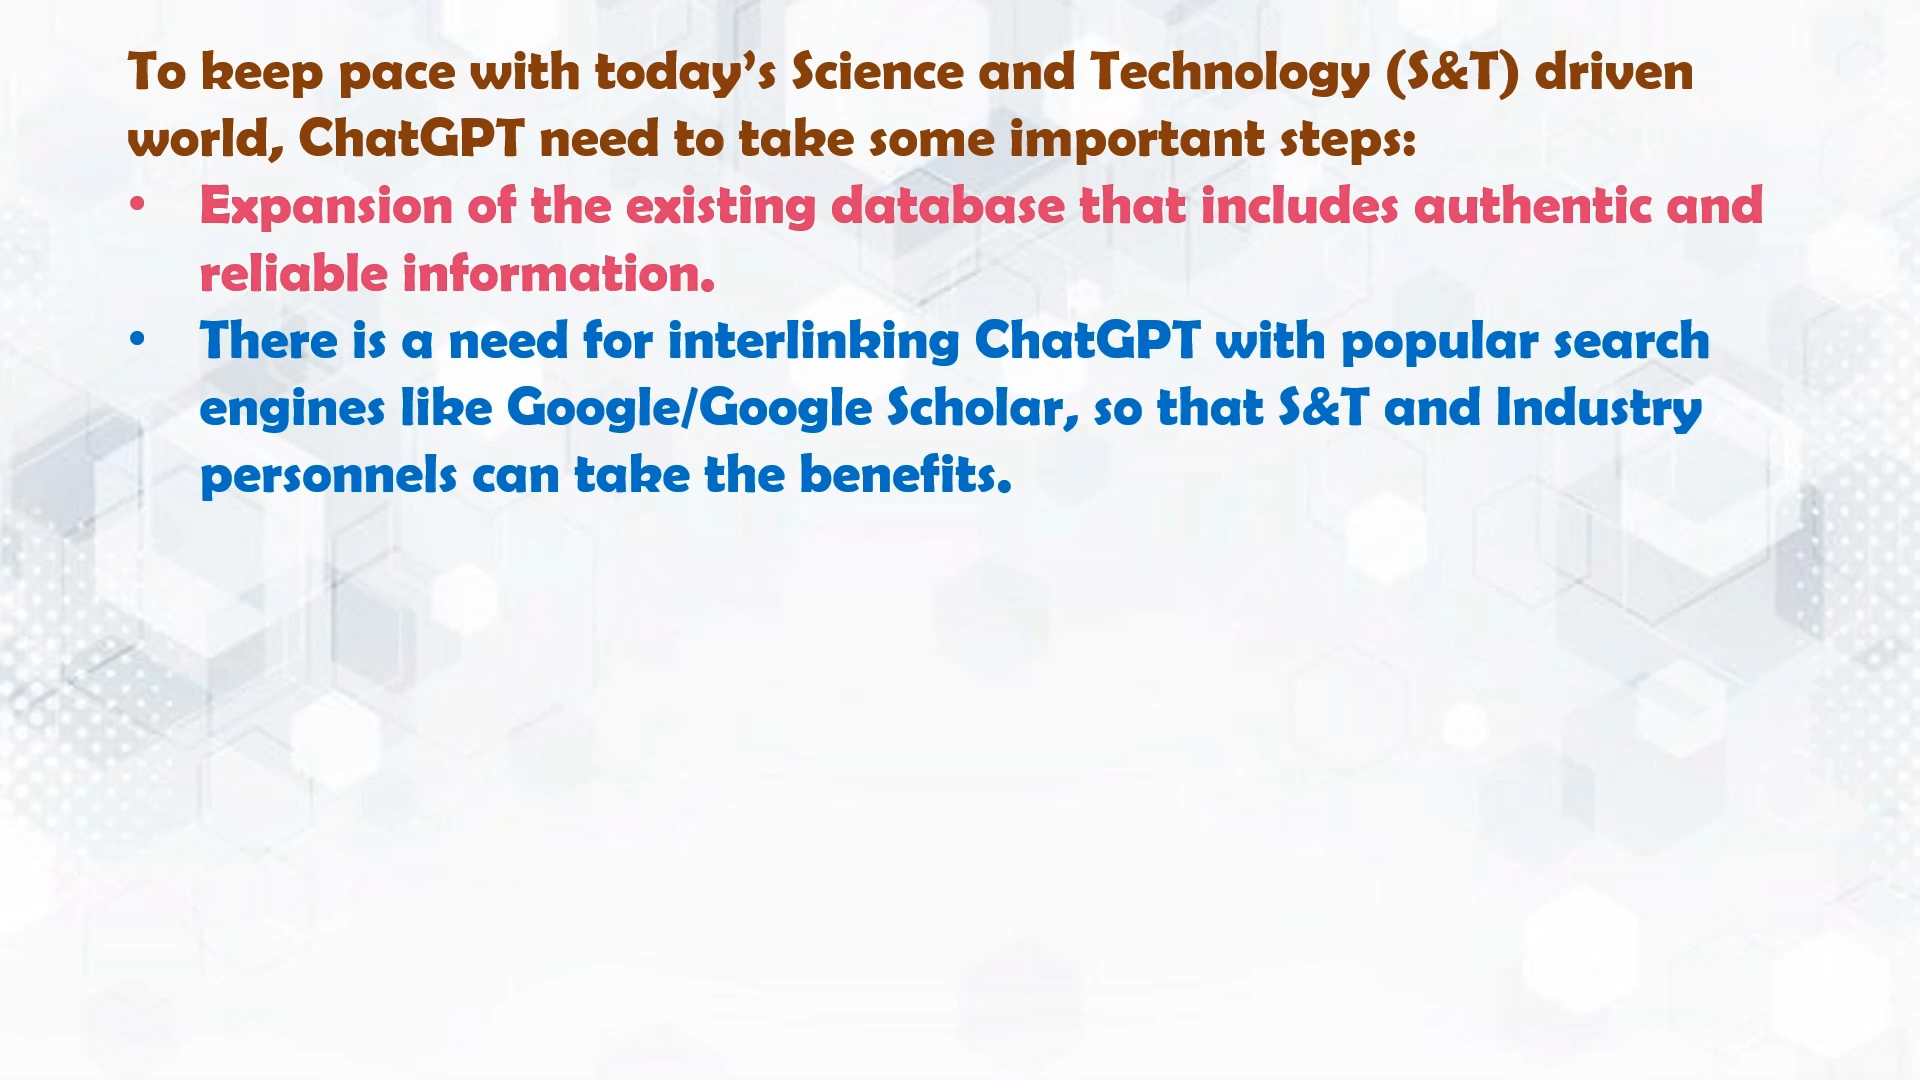 To keep pace with today’s Science and Technology (S&T) driven
world, ChatGPT need to take some important steps:
• Expansion of the existing database that includes authentic and
reliable information.
• There is a need for interlinking ChatGPT with popular search
engines like Google/Google Scholar, so that S&T and Industry
personnels can take the benefits.